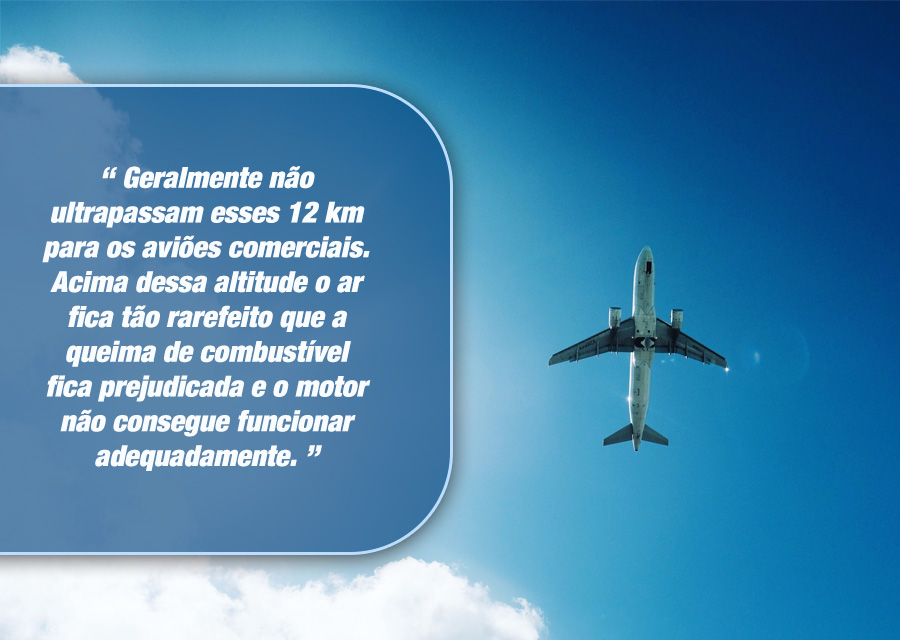 “ Geralmente não
ultrapassam esses 12 km
para os aviões comerciais.
Acima dessa altitude o ar
fica tão rarefeito que a
queima de combustível
fica prejudicada e o motor
não consegue funcionar
adequadamente. ”